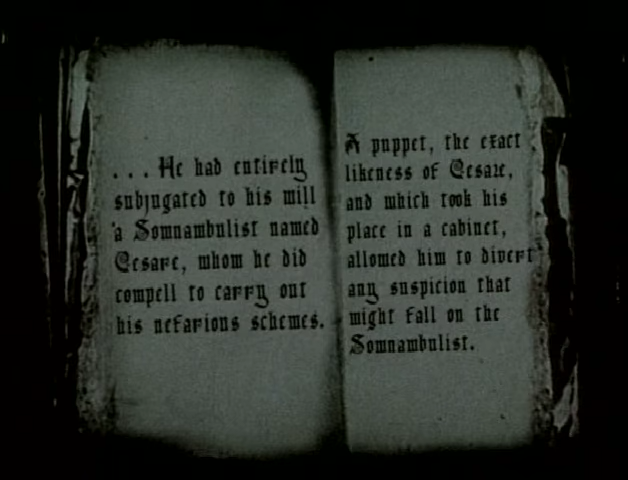 ...He had entirely
subjugated to his will
a Somnambulist named
Cesare, whom he did
compell to carry out
his nefarious schemes.
A puppet, the exact
likeness of Cesare,
and which took his
place in a cabinet,
allowed him to divert
any suspicion that
might fall on the
Somnambulist.